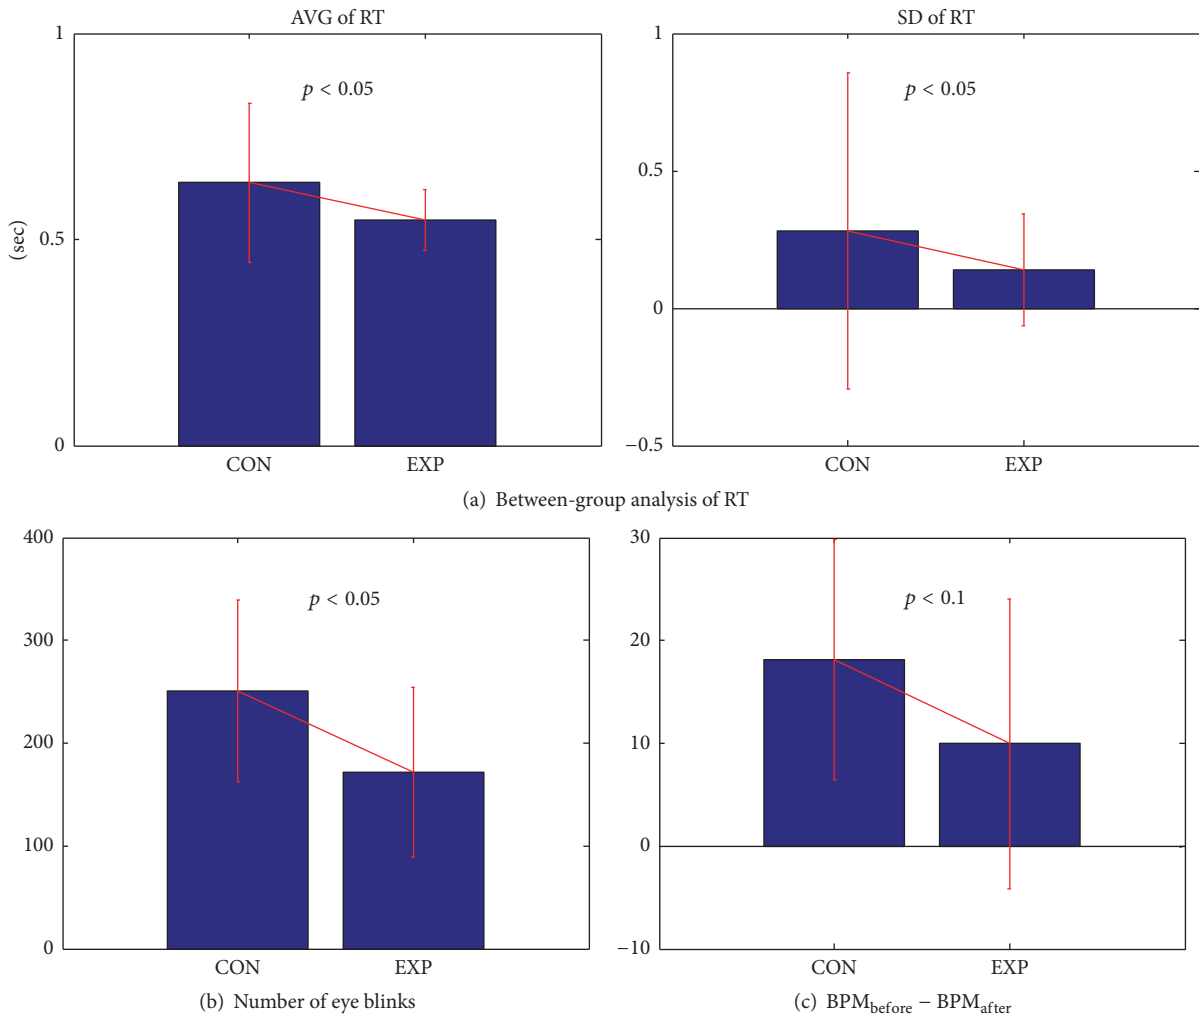 AVG of RT
SD of RT
1
p < 0.05
0.5
(sec)
0
CON EXP
1
p < 0.05
0.5
0
−0.5
CON EXP
(a) Between-group analysis of RT
400
p < 0.05
300
200
100
0
CON EXP
(b) Number of eye blinks
30
p < 0.1
20
10
0
−10
CON EXP
(c) BPMbefore − BPMafter